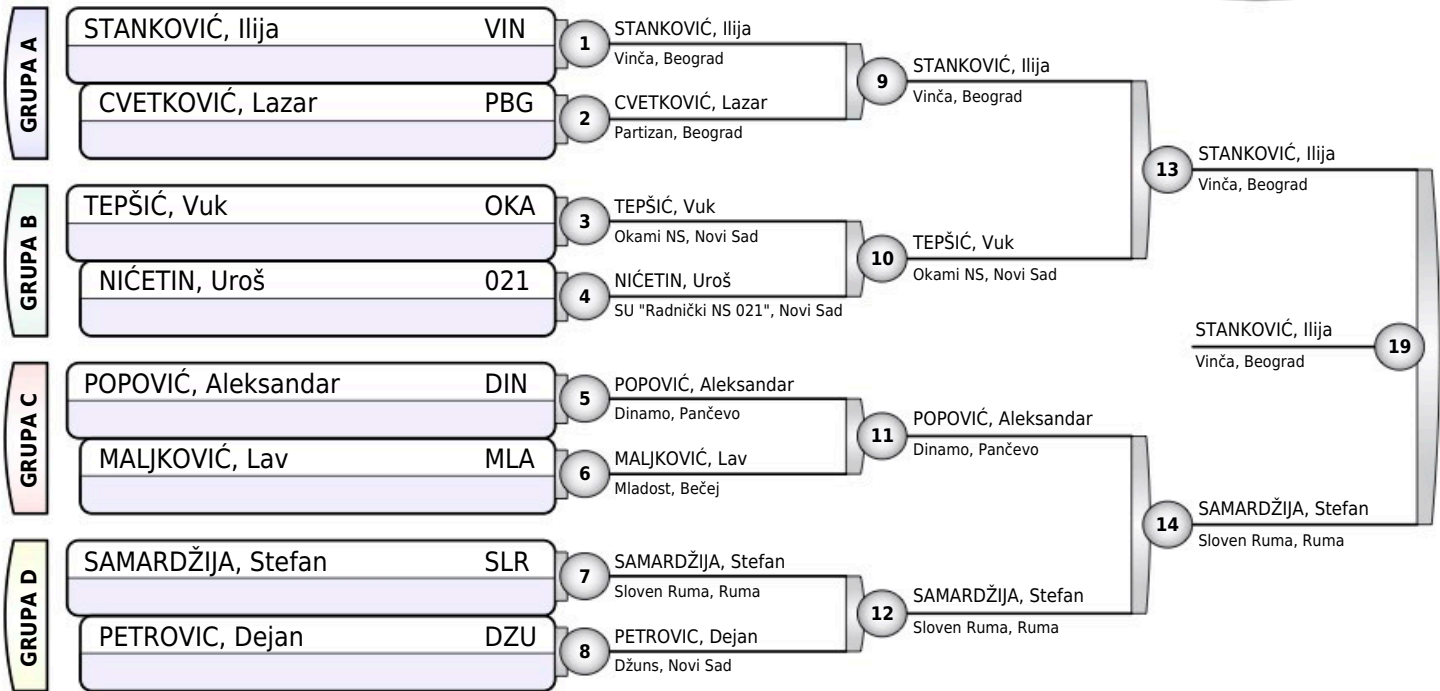 GRUPA A
STANKOVIĆ, Ilija VIN
CVETKOVIĆ, Lazar PBG
GRUPA B
TEPŠIĆ, Vuk OKA
NIĆETIN, Uroš 021
GRUPA C
POPOVIĆ, Aleksandar DIN
MALJKOVIĆ, Lav MLA
GRUPA D
SAMARDŽIJA, Stefan SLR
PETROVIC, Dejan DZU
1
STANKOVIĆ, Ilija
Vinča, Beograd
2
CVETKOVIĆ, Lazar
Partizan, Beograd
3
TEPŠIĆ, Vuk
Okami NS, Novi Sad
4
NIĆETIN, Uroš
SU "Radnički NS 021", Novi Sad
5
POPOVIĆ, Aleksandar
Dinamo, Pančevo
6
MALJKOVIĆ, Lav
Mladost, Bečej
7
SAMARDŽIJA, Stefan
Sloven Ruma, Ruma
8
PETROVIC, Dejan
Džuns, Novi Sad
9
STANKOVIĆ, Ilija
Vinča, Beograd
10
TEPŠIĆ, Vuk
Okami NS, Novi Sad
11
POPOVIĆ, Aleksandar
Dinamo, Pančevo
12
SAMARDŽIJA, Stefan
Sloven Ruma, Ruma
13
STANKOVIĆ, Ilija
Vinča, Beograd
14
SAMARDŽIJA, Stefan
Sloven Ruma, Ruma
STANKOVIĆ, Ilija
Vinča, Beograd
19